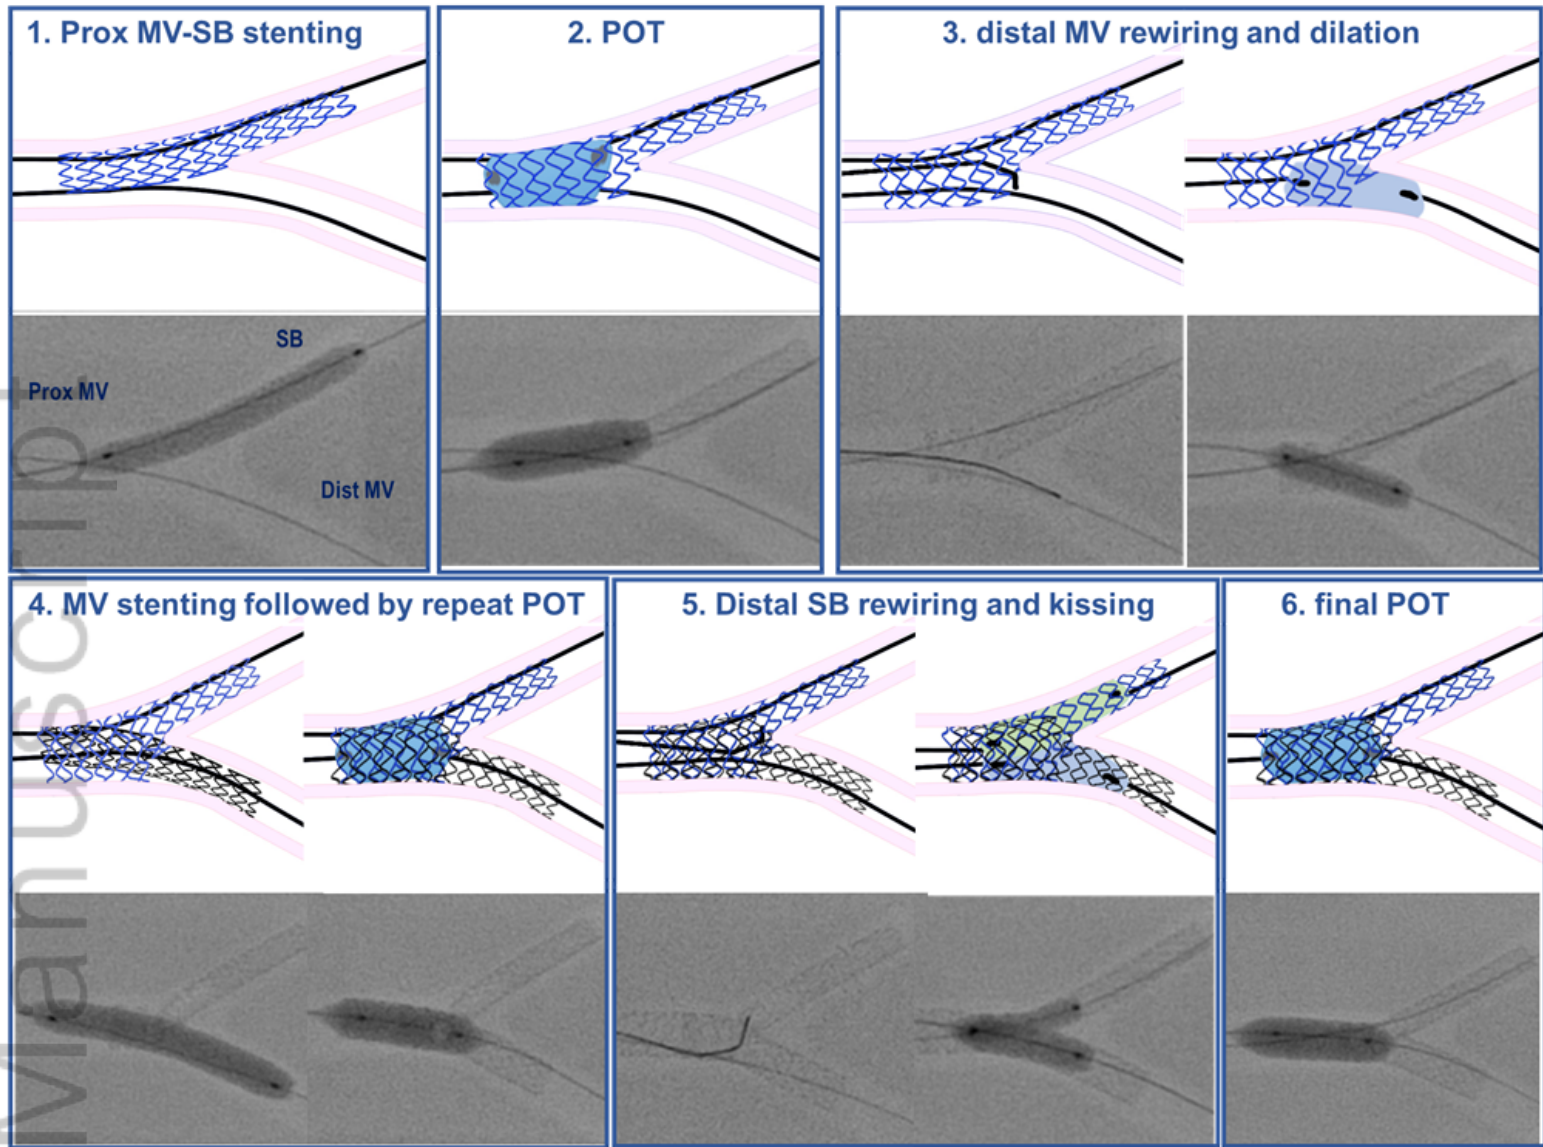 1. Prox MV-SB stenting
2. POT
3. distal MV rewiring and dilation
SB
Prox MV
Dist MV
4. MV stenting followed by repeat POT
5. Distal SB rewiring and kissing
6. final POT
Manuscript